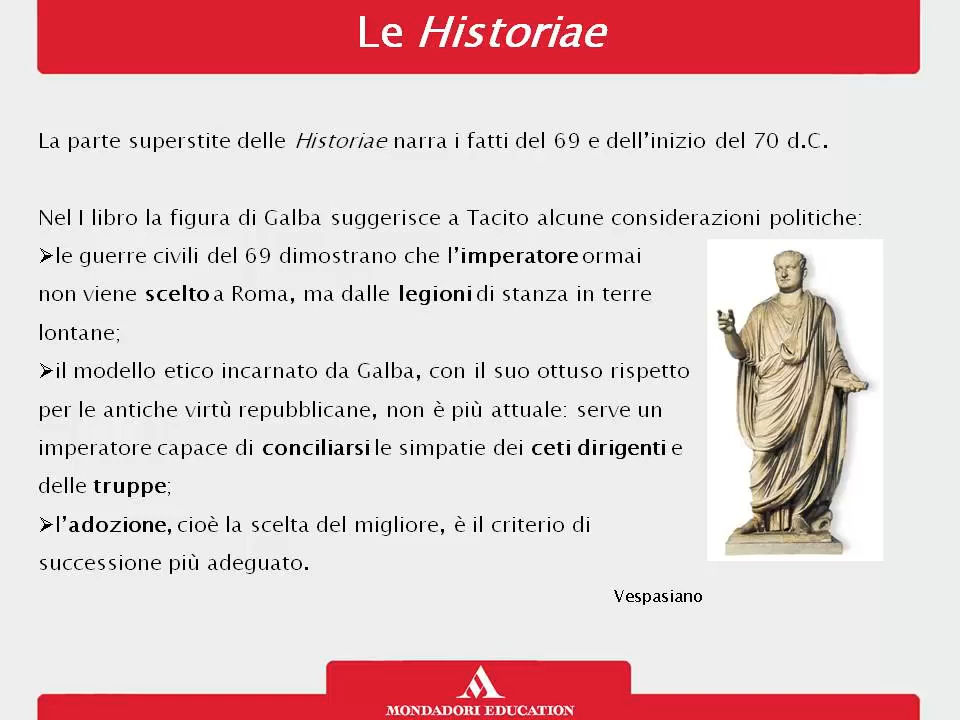 Le Historiae
La parte superstite delle Historiae narra i fatti del 69 e dell'inizio del 70 d.C.
Nel I libro la figura di Galba suggerisce a Tacito alcune considerazioni politiche:
➢le guerre civili del 69 dimostrano che l'imperatore ormai
non viene scelto a Roma, ma dalle legioni di stanza in terre
lontane;
➢il modello etico incarnato da Galba, con il suo ottuso rispetto
per le antiche virtù repubblicane, non è più attuale: serve un
imperatore capace di conciliarsi le simpatie dei ceti dirigenti e
delle truppe;
➢l'adozione, cioè la scelta del migliore, è il criterio di
successione più adeguato.
Vespasiano
MONDADORI EDUCATION